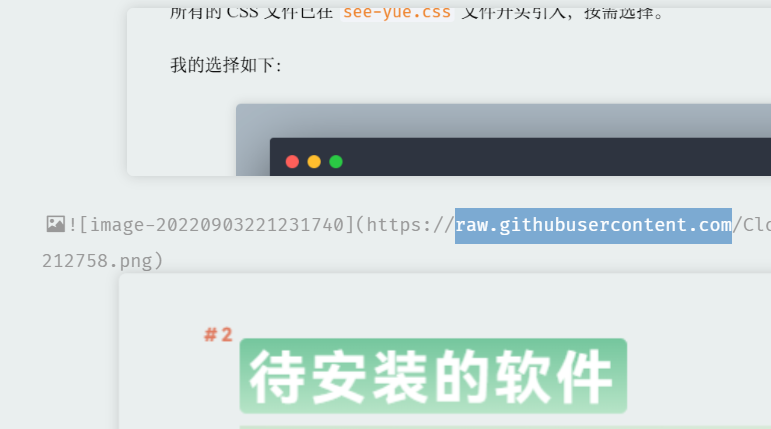 所有的 CSS 文件已在 see-yue.css 文件开头引入，按需选择。
我的选择如下：
![image-20220903221231740](https://raw.githubusercontent.com/Clo
212758.png)
#2
待安装的软件